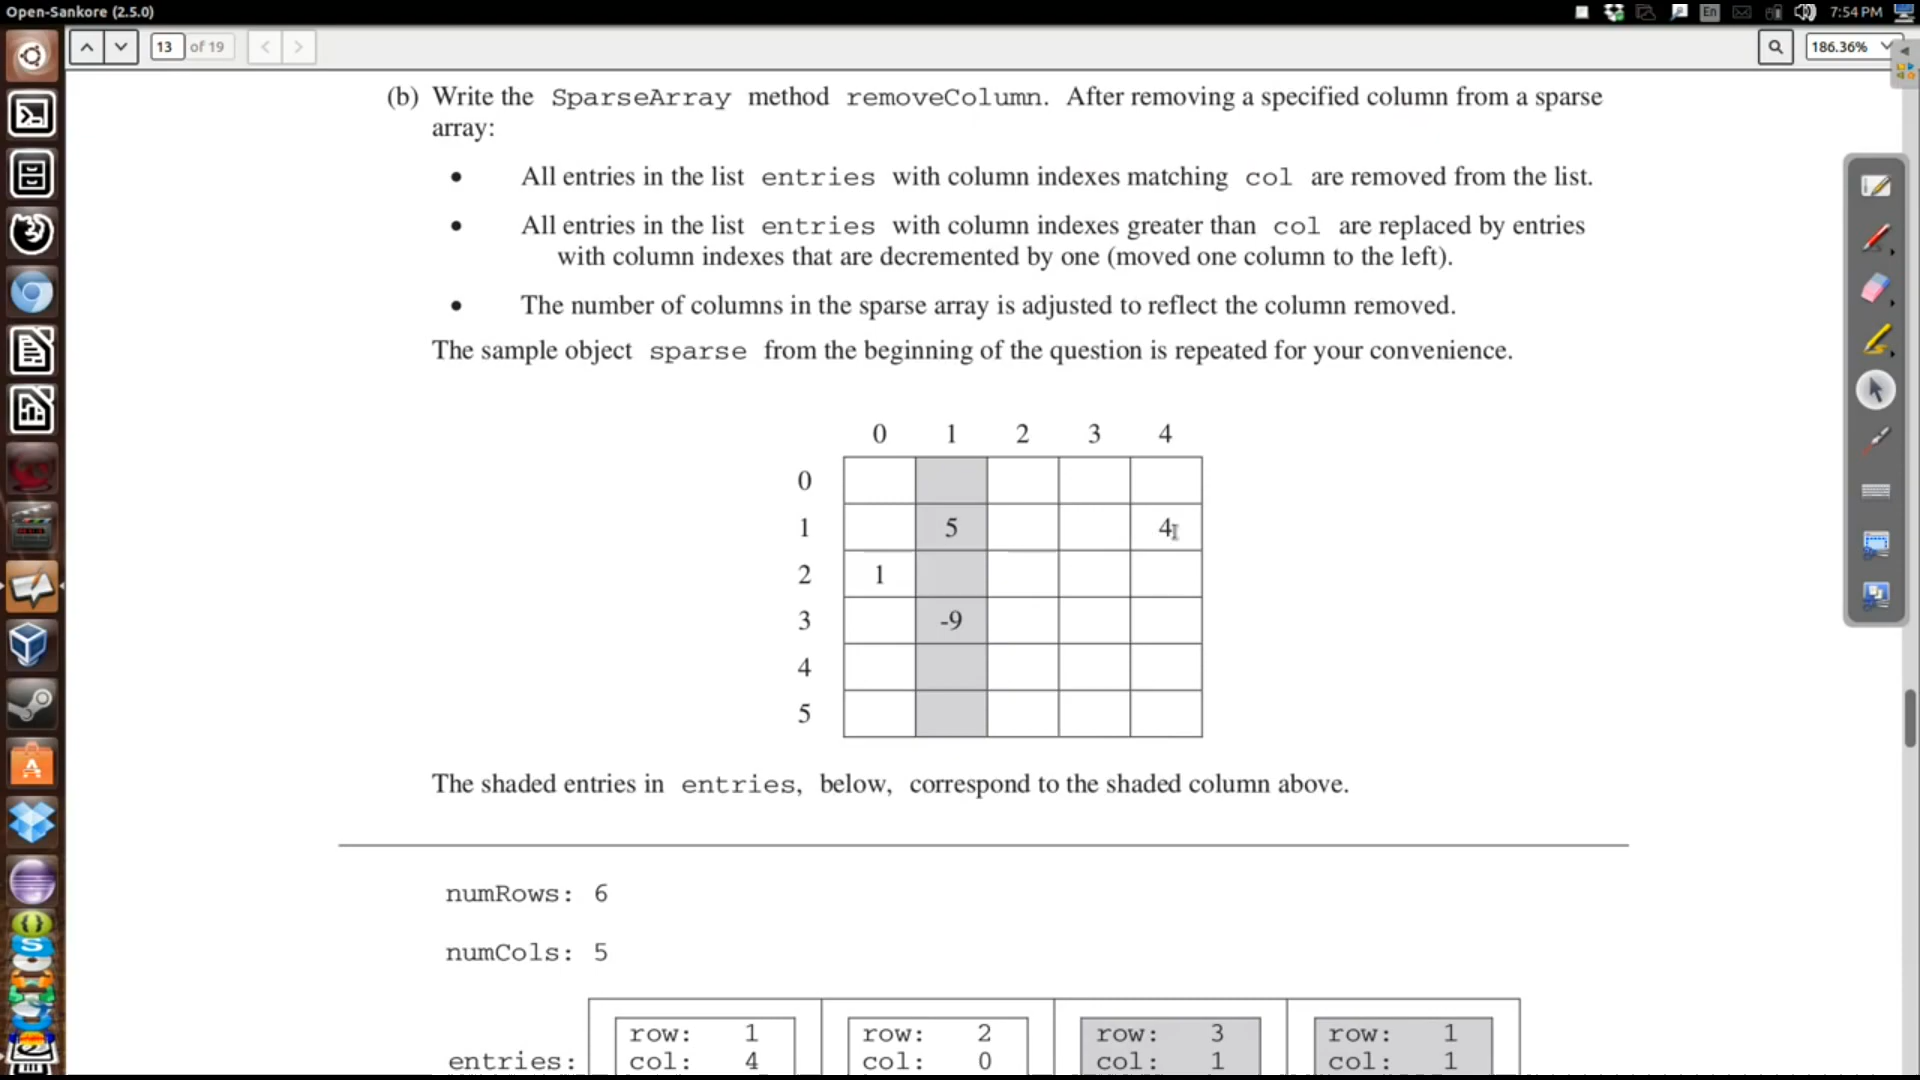 Open-Sankore (2.5.0)
En
7:54 PM
13 of 19
186.36%
(b) Write the SparseArray method removeColumn. After removing a specified column from a sparse
array:
• All entries in the list entries with column indexes matching col are removed from the list.
• All entries in the list entries with column indexes greater than col are replaced by entries
with column indexes that are decremented by one (moved one column to the left).
• The number of columns in the sparse array is adjusted to reflect the column removed.
The sample object sparse from the beginning of the question is repeated for your convenience.
0 1 2 3 4
0
1 5 4
2 1
3 -9
4
5
The shaded entries in entries, below, correspond to the shaded column above.
numRows: 6
numCols: 5
row: 1 row: 2 row: 3 row: 1
entries: col: 4 col: 0 col: 1 col: 1